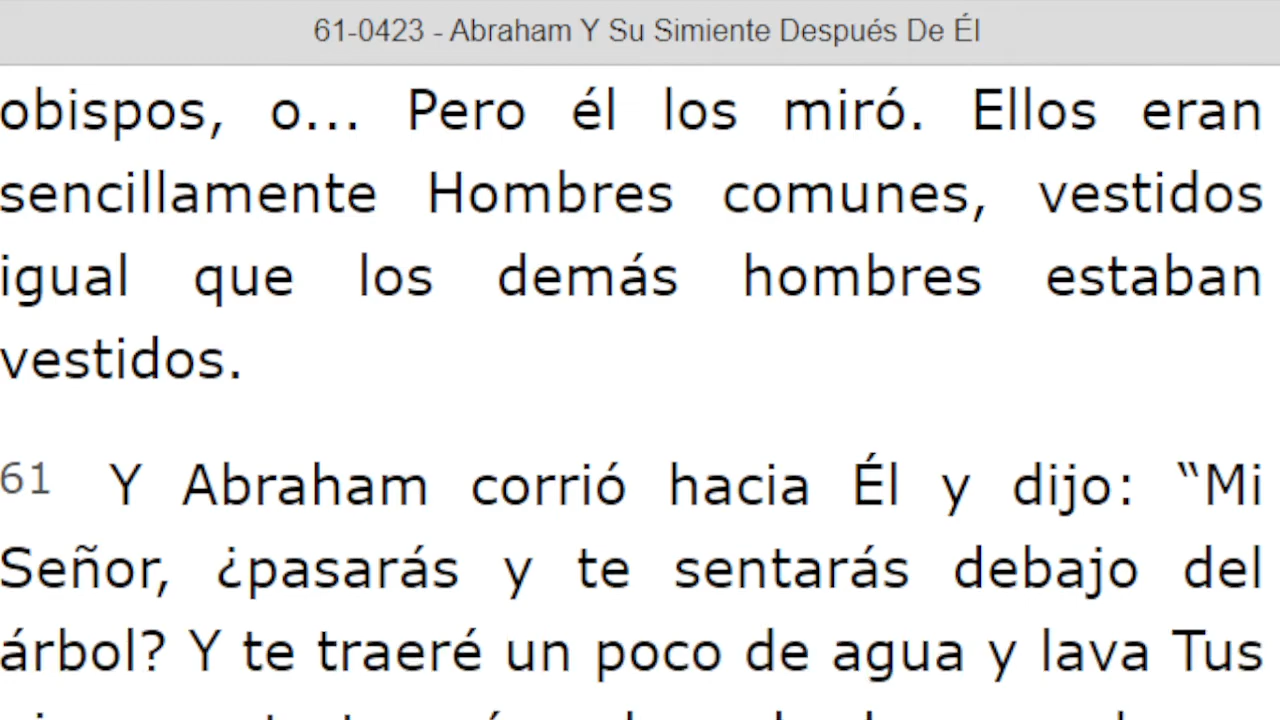 61-0423 - Abraham Y Su Simiente Después De Él
obispos, o... Pero él los miró. Ellos eran
sencillamente Hombres comunes, vestidos
igual que los demás hombres estaban
vestidos.
61 Y Abraham corrió hacia Él y dijo: “Mi
Señor, ¿pasarás y te sentarás debajo del
árbol? Y te traeré un poco de agua y lava Tus